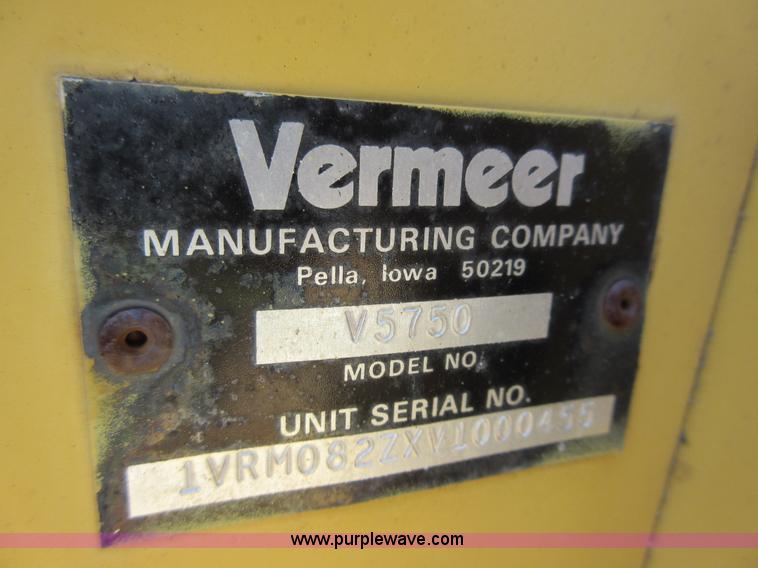 Vermeer
MANUFACTURING COMPANY
Pella, Iowa 50219
V5750
MODEL NO.
UNIT SERIAL NO.
1VRM082ZXV1000455
www.purplewave.com